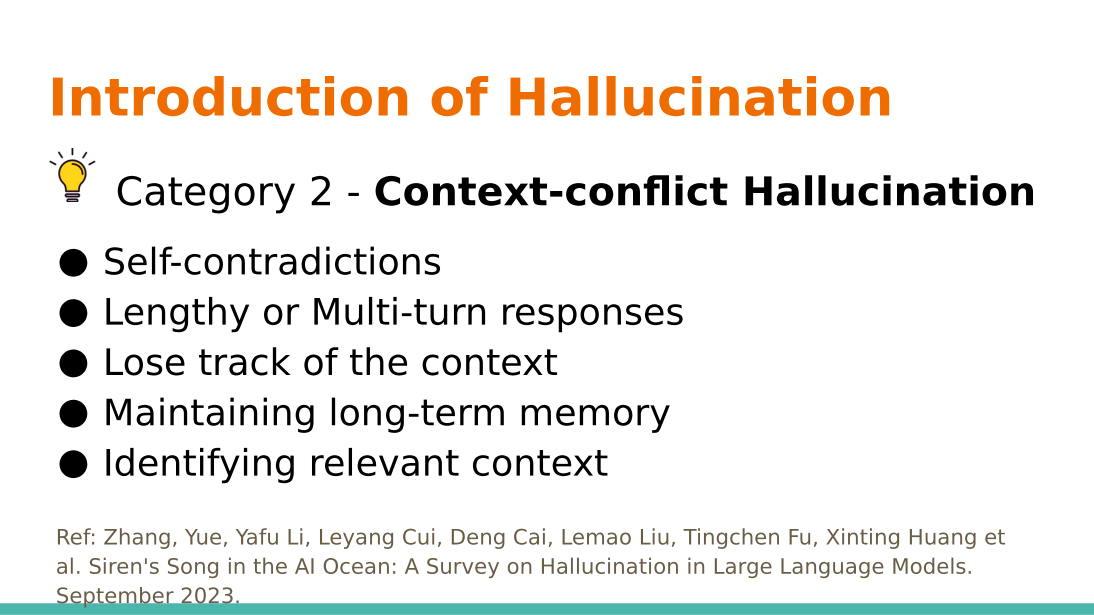 Introduction of Hallucination
Category 2 - Context-conflict Hallucination
● Self-contradictions
● Lengthy or Multi-turn responses
● Lose track of the context
● Maintaining long-term memory
● Identifying relevant context
Ref: Zhang, Yue, Yafu Li, Leyang Cui, Deng Cai, Lemao Liu, Tingchen Fu, Xinting Huang et
al. Siren's Song in the AI Ocean: A Survey on Hallucination in Large Language Models.
September 2023.